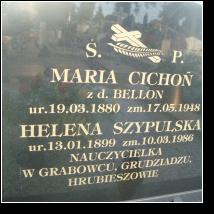 Ś. P.
MARIA CICHOŃ
z d. BELLON
ur.19.03.1880 zm.17.05.1948
HELENA SZYPULSKA
ur.13.01.1899 zm.10.03.1986
NAUCZYCIELKA
W GRABOWCU, GRUDZIĄDZU,
HRUBIESZOWIE